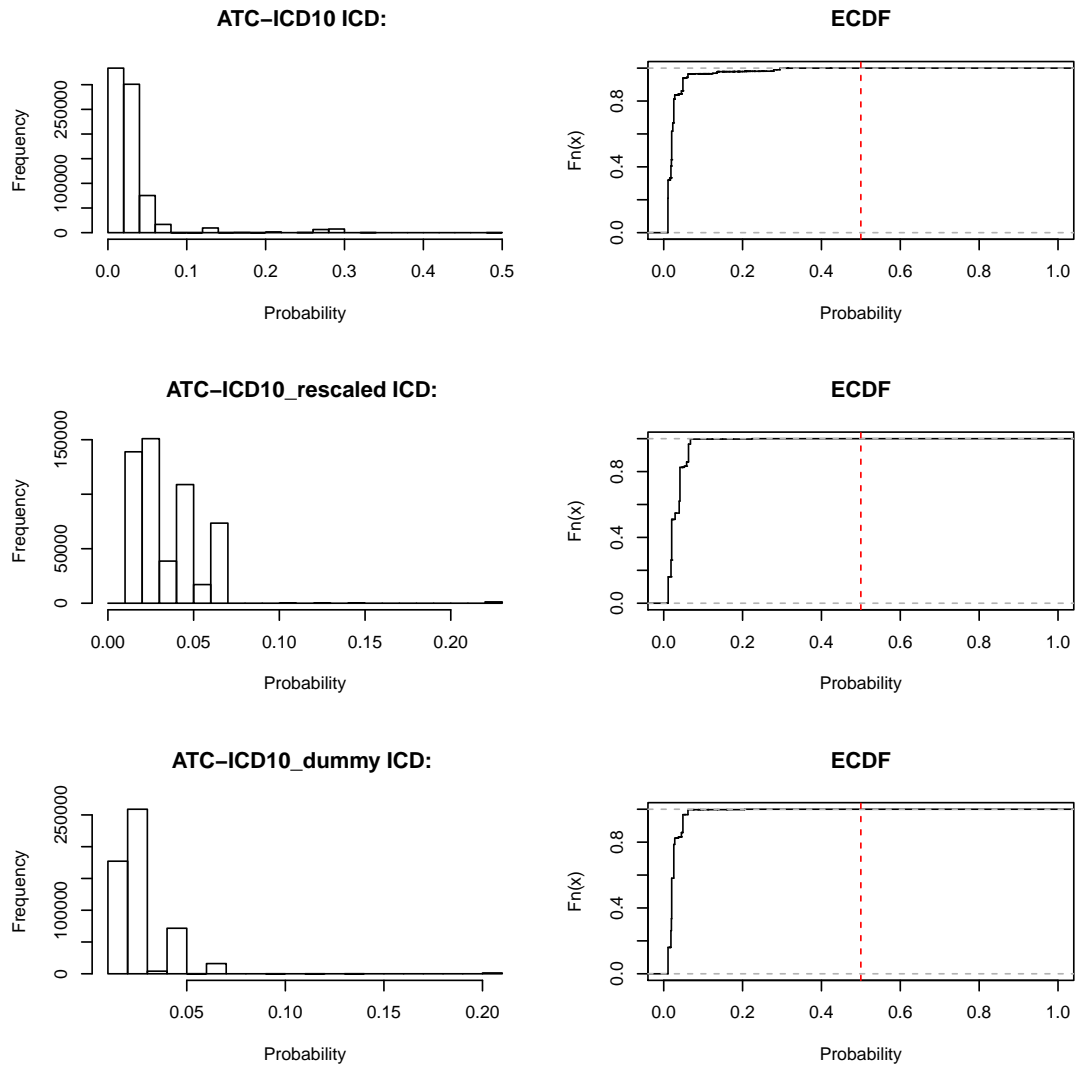 ATC−ICD10 ICD:
ECDF
Frequency
0 100000 250000
0.0 0.1 0.2 0.3 0.4 0.5
Probability
Fn(x)
0.0 0.4 0.8
0.0 0.2 0.4 0.6 0.8 1.0
Probability
ATC−ICD10_rescaled ICD:
ECDF
Frequency
0 50000 150000
0.00 0.05 0.10 0.15 0.20
Probability
Fn(x)
0.0 0.4 0.8
0.0 0.2 0.4 0.6 0.8 1.0
Probability
ATC−ICD10_dummy ICD:
ECDF
Frequency
0 100000 250000
0.05 0.10 0.15 0.20
Probability
Fn(x)
0.0 0.4 0.8
0.0 0.2 0.4 0.6 0.8 1.0
Probability